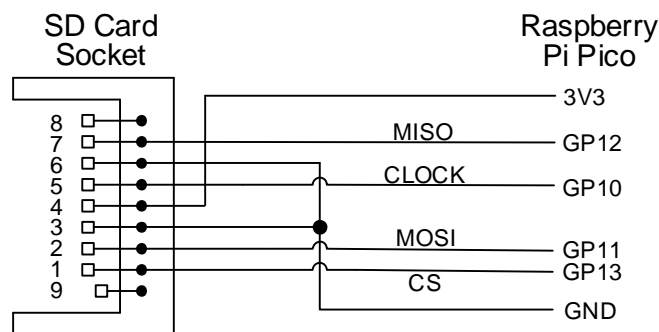 SD Card
Socket
Raspberry
Pi Pico
3V3
8
7
MISO
GP12
6
5
CLOCK
GP10
4
3
2
MOSI
GP11
1
GP13
CS
9
GND